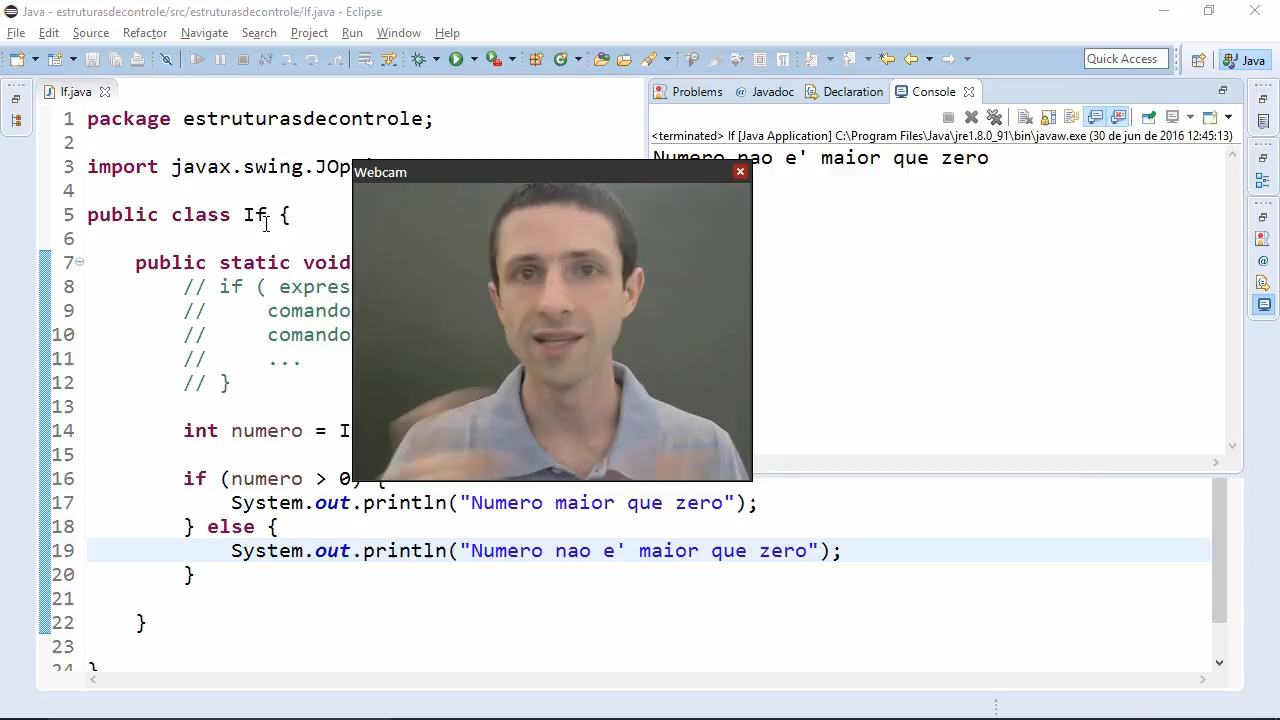 Java - estruturasdecontrole/src/estruturasdecontrole/If.java - Eclipse
File Edit Source Refactor Navigate Search Project Run Window Help
Quick Access
Java
If.java
Problems @ Javadoc Declaration Console
<terminated> If [Java Application] C:\Program Files\Java\jre1.8.0_91\bin\javaw.exe (30 de jun de 2016 12:45:13)
Numero nao e' maior que zero
Webcam
1 package estruturasdecontrole;
2
3 import javax.swing.JOp
4
5 public class If {
6
7 public static void
8 // if ( expres
9 // comando
10 // comando
11 // ...
12 // }
13
14 int numero = I
15
16 if (numero > 0) {
17 System.out.println("Numero maior que zero");
18 } else {
19 System.out.println("Numero nao e' maior que zero");
20 }
21
22 }
23
24 }